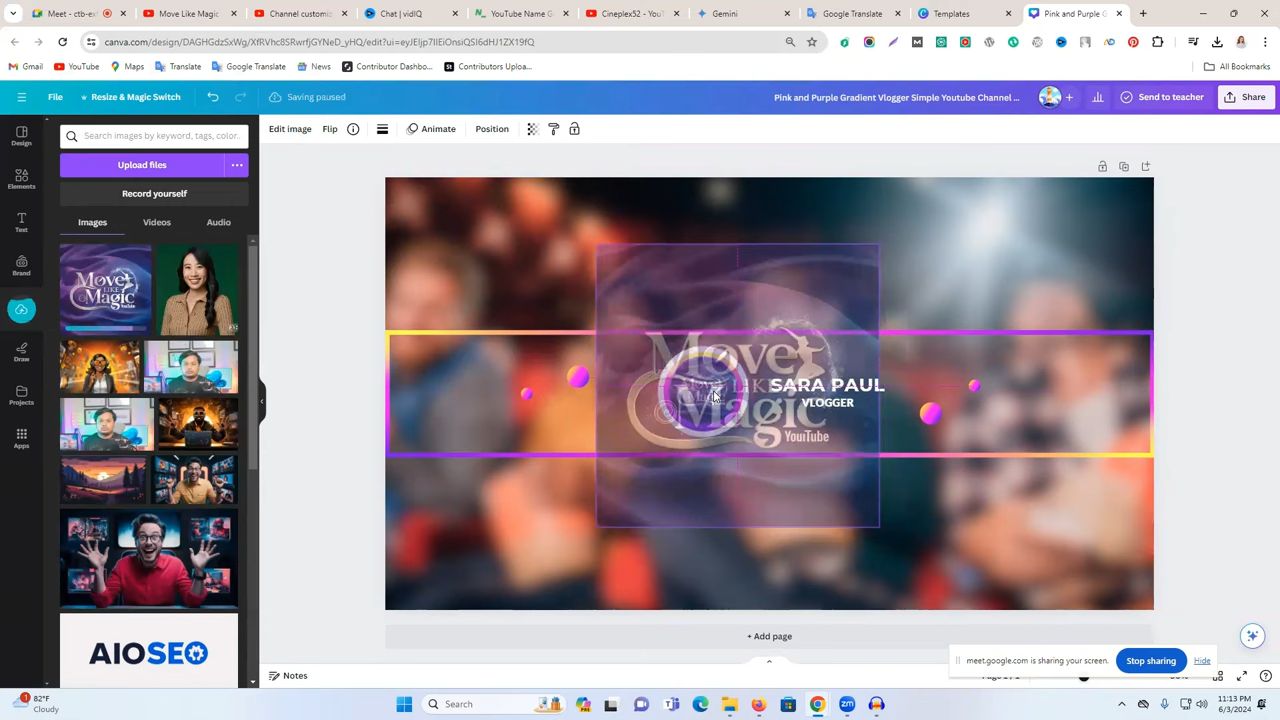 Meet - ctb-ex
Move Like Magic
Channel custom
Chat vidIQ
YouTube Name G
Cineplex52 - You
Gemini
Google Translate
Templates
Pink and Purple G
canva.com/design/DAGHGdzSxWg/XfRVhc8SRwrfjGYNeD_yHQ/edit?ui=eyJEIjp7IlEiOnsiQSI6dHJ1ZX19fQ
Gmail
YouTube
Maps
Translate
Google Translate
News
Contributor Dashbo...
Contributors Uploa...
All Bookmarks
File
Resize & Magic Switch
Saving paused
Pink and Purple Gradient Vlogger Simple Youtube Channel ...
Send to teacher
Share
Design
Elements
Text
Brand
Draw
Projects
Apps
Search images by keyword, tags, color..
Upload files
Record yourself
Images
Videos
Audio
Move
LIKE
Magic
YouTube
AIOSEO
Edit image
Flip
Animate
Position
Move
LIKE
Magic
YouTube
SARA PAUL
VLOGGER
+ Add page
Notes
meet.google.com is sharing your screen.
Stop sharing
Hide
1
82°F
Cloudy
Search
11:13 PM
6/3/2024